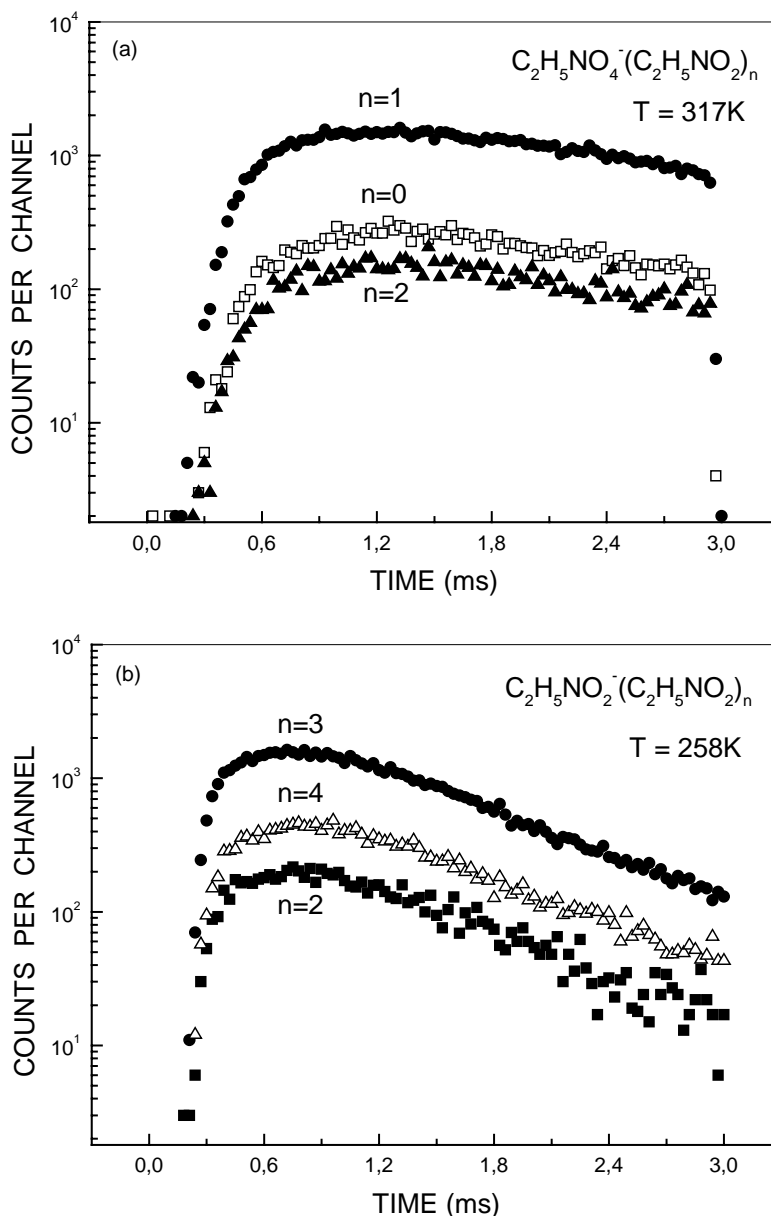 (a)
C₂H₅NO₄⁻(C₂H₅NO₂)ₙ
T = 317K
n=1
n=0
n=2
COUNTS PER CHANNEL
10⁴
10³
10²
10¹
0,0 0,6 1,2 1,8 2,4 3,0
TIME (ms)
(b)
C₂H₅NO₂⁻(C₂H₅NO₂)ₙ
T = 258K
n=3
n=4
n=2
COUNTS PER CHANNEL
10⁴
10³
10²
10¹
0,0 0,6 1,2 1,8 2,4 3,0
TIME (ms)